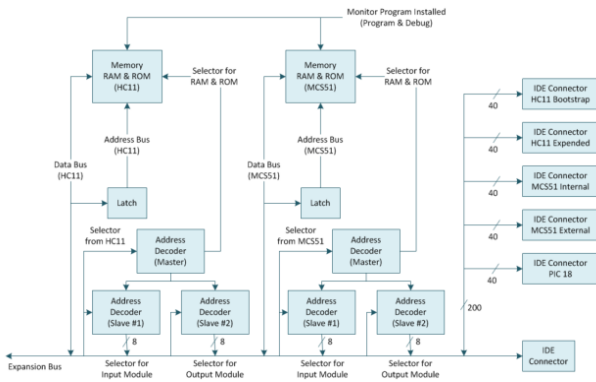 Monitor Program Installed
(Program & Debug)
Memory
RAM & ROM
(HC11)
Selector for
RAM & ROM
Memory
RAM & ROM
(MCS51)
Selector for
RAM & ROM
40
IDE Connector
HC11 Bootstrap
Address Bus
(HC11)
Address Bus
(MCS51)
40
IDE Connector
HC11 Expended
Data Bus
(HC11)
Data Bus
(MCS51)
40
IDE Connector
MCS51 Internal
Latch
Latch
40
IDE Connector
MCS51 External
Selector
from HC11
Address
Decoder
(Master)
Selector
from MCS51
Address
Decoder
(Master)
40
IDE Connector
PIC 18
Address
Decoder
(Slave #1)
Address
Decoder
(Slave #2)
Address
Decoder
(Slave #1)
Address
Decoder
(Slave #2)
200
8
8
8
8
Expansion Bus
Selector for
Input Module
Selector for
Output Module
Selector for
Input Module
Selector for
Output Module
IDE
Connector